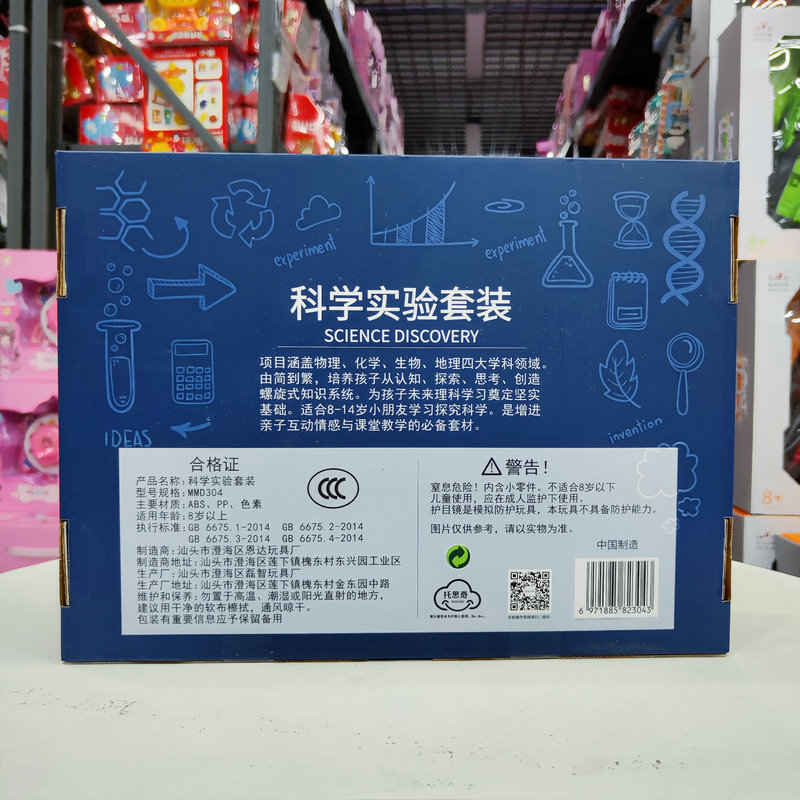 experiment
experiment
科学实验套装
SCIENCE DISCOVERY
项目涵盖物理、化学、生物、地理四大学科领域。
由简到繁，培养孩子从认知、探索、思考、创造
螺旋式知识系统。为孩子未来理科学习奠定坚实
基础。适合8-14岁小朋友学习探究科学。是增进
亲子互动情感与课堂教学的必备套材。
IDEAS
invention
合格证
产品名称: 科学实验套装
型号规格: MMD304
主要材质: ABS、PP、色素
适用年龄: 8岁以上
执行标准: GB 6675.1-2014 GB 6675.2-2014
GB 6675.3-2014 GB 6675.4-2014
制造商: 汕头市澄海区恩达玩具厂
制造商地址: 汕头市澄海区莲下镇槐东村东兴园工业区
生产厂: 汕头市澄海区磊智玩具厂
生产厂地址: 汕头市澄海区莲下镇槐东村金东园中路
维护和保养: 勿置于高温、潮湿或阳光直射的地方,
建议用干净的软布擦拭，通风晾干。
包装有重要信息应予保留备用
CCC
警告!
窒息危险! 内含小零件。不适合8岁以下
儿童使用，应在成人监护下使用。
护目镜是模拟防护玩具，本玩具不具备防护能力。
图片仅供参考，请以实物为准。
中国制造
托思奇
6 971885 823043
8+
8+